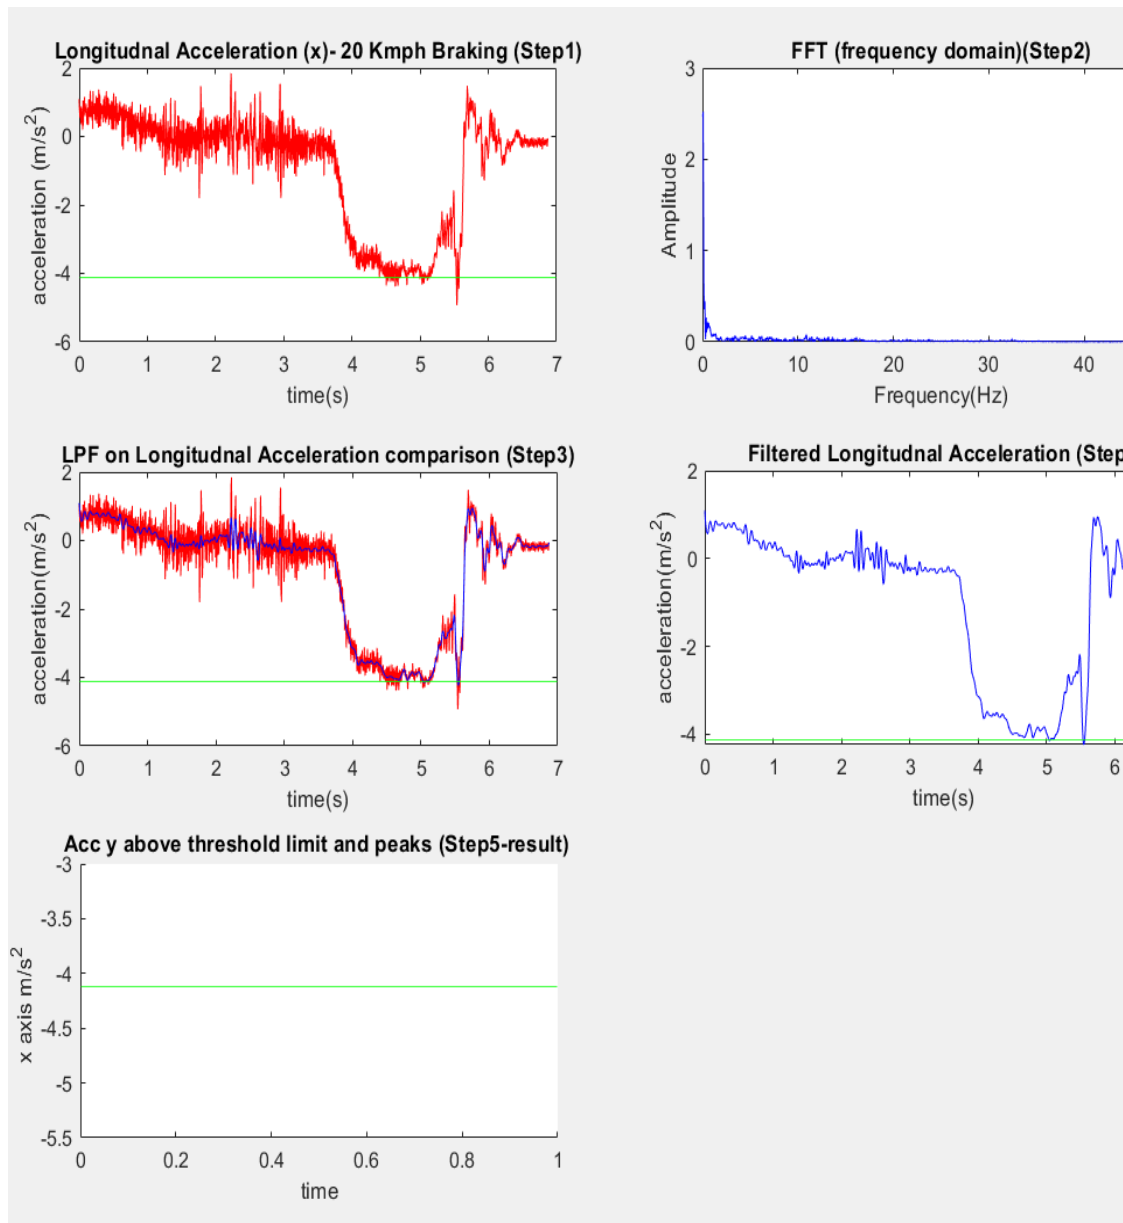 Longitudnal Acceleration (x)- 20 Kmph Braking (Step1)
2
0
-2
-4
-6
acceleration (m/s2)
0 1 2 3 4 5 6 7
time(s)
FFT (frequency domain)(Step2)
3
2
1
0
Amplitude
0 10 20 30 40
Frequency(Hz)
LPF on Longitudnal Acceleration comparison (Step3)
2
0
-2
-4
-6
acceleration(m/s2)
0 1 2 3 4 5 6 7
time(s)
Filtered Longitudnal Acceleration (Step
2
0
-2
-4
acceleration(m/s2)
0 1 2 3 4 5 6
time(s)
Acc y above threshold limit and peaks (Step5-result)
-3
-3.5
-4
-4.5
-5
-5.5
x axis m/s2
0 0.2 0.4 0.6 0.8 1
time